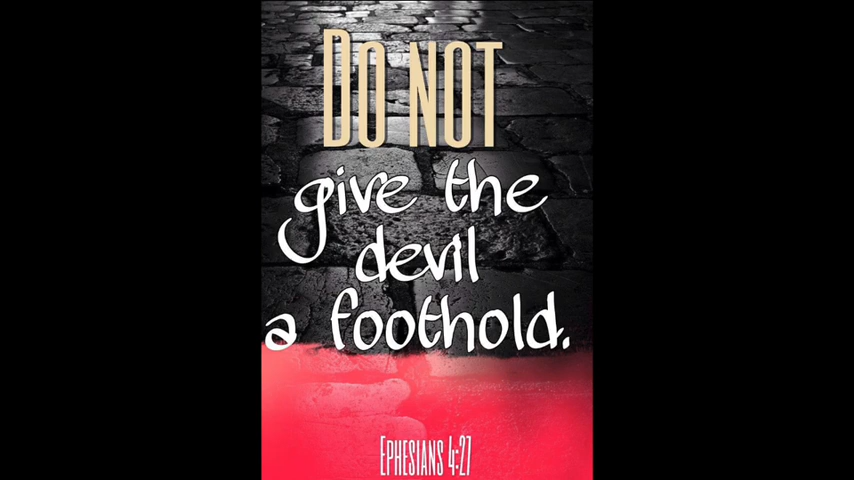 Do not
give the
devil
a foothold.
Ephesians 4:27